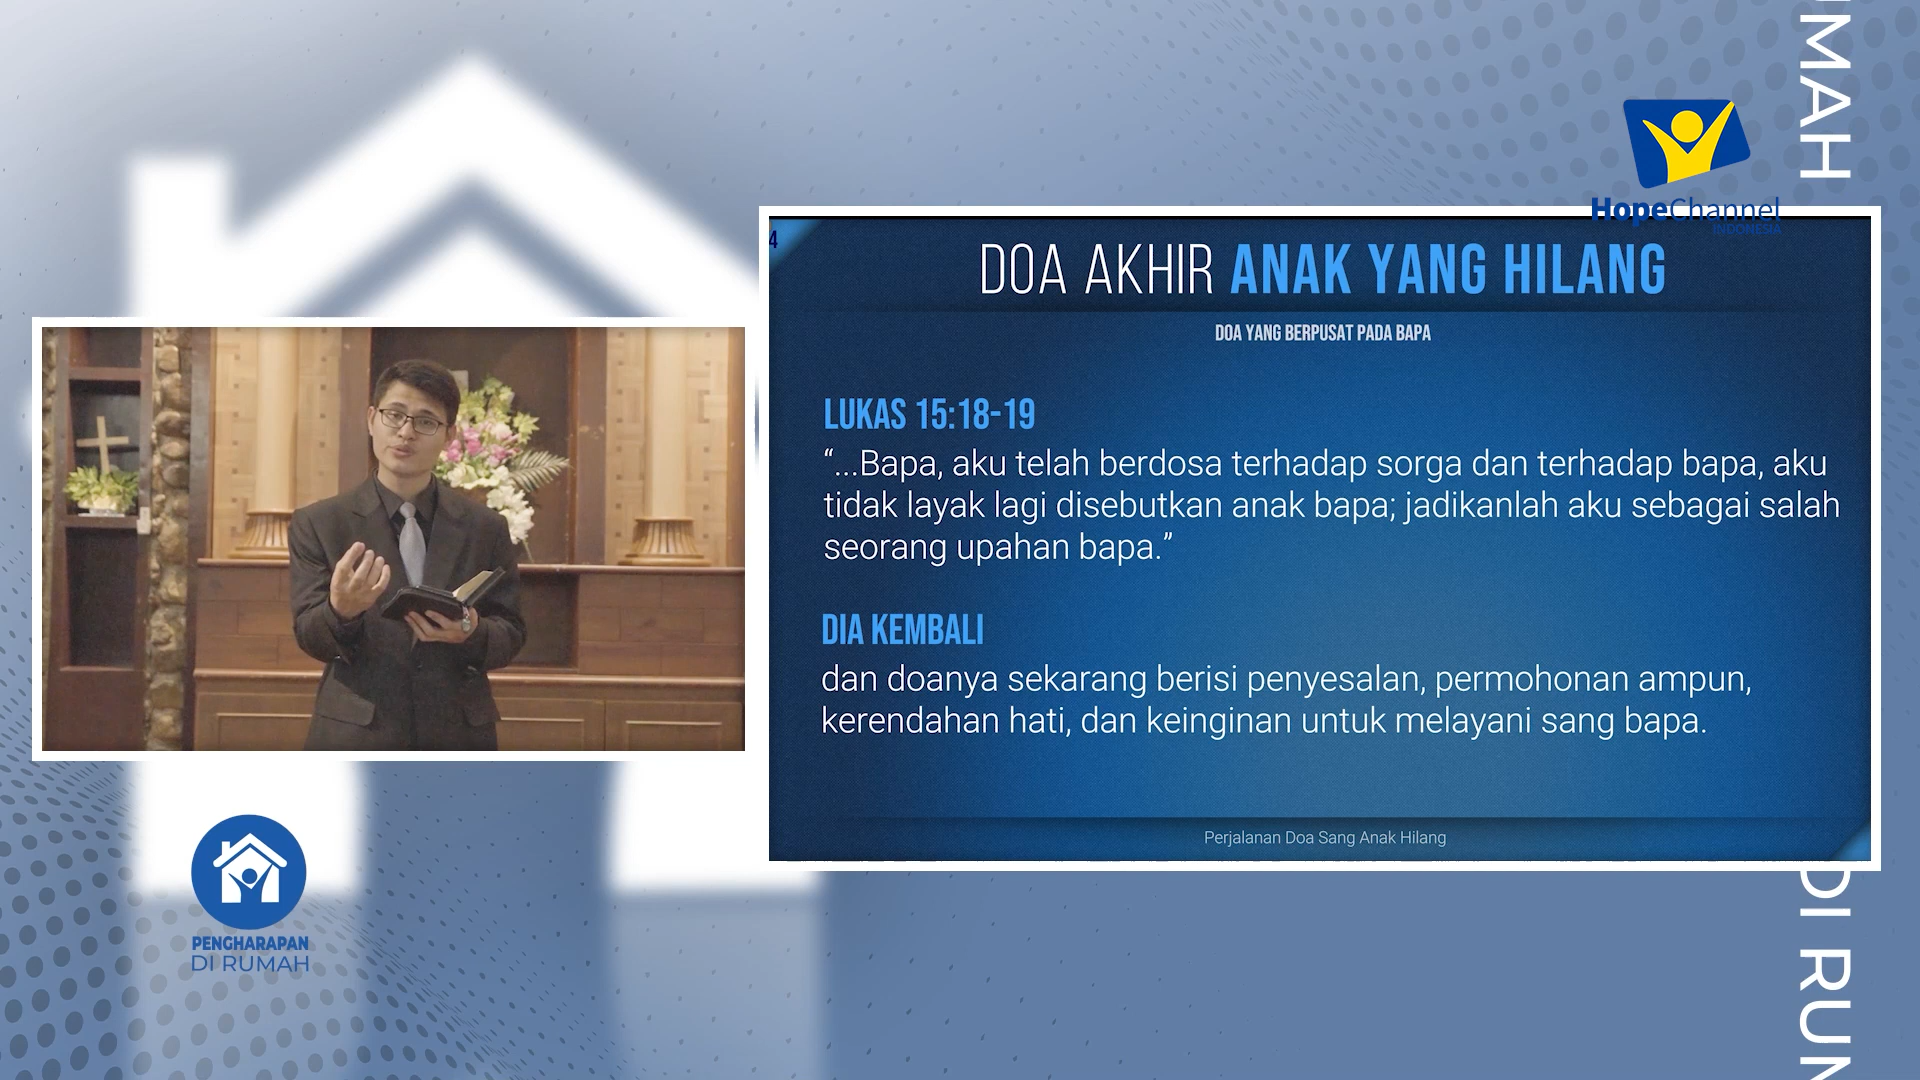 UMAH
HopeChannel
INDONESIA
4
DOA AKHIR ANAK YANG HILANG
DOA YANG BERPUSAT PADA BAPA
LUKAS 15:18-19
“...Bapa, aku telah berdosa terhadap sorga dan terhadap bapa, aku
tidak layak lagi disebutkan anak bapa; jadikanlah aku sebagai salah
seorang upahan bapa.”
DIA KEMBALI
dan doanya sekarang berisi penyesalan, permohonan ampun,
kerendahan hati, dan keinginan untuk melayani sang bapa.
Perjalanan Doa Sang Anak Hilang
PENGHARAPAN
DI RUMAH
DI RUM